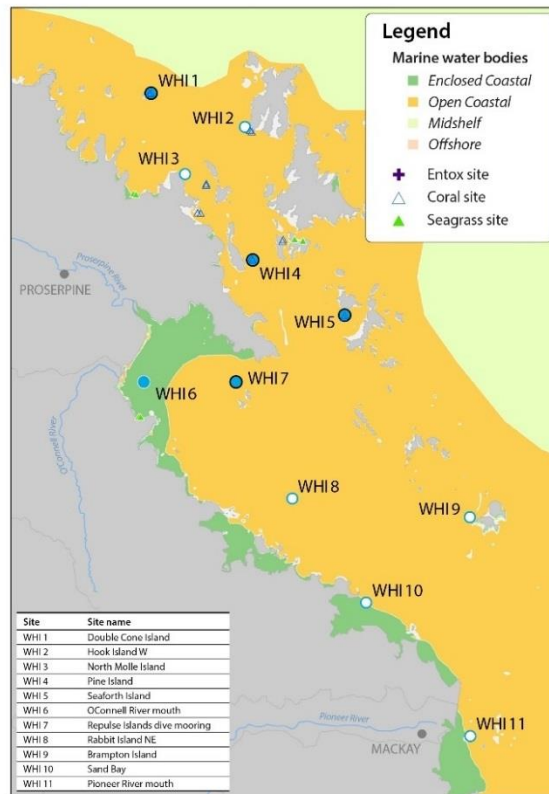 Legend
Marine water bodies
Enclosed Coastal
Open Coastal
Midshelf
Offshore
Entox site
Coral site
Seagrass site
WHI 1
WHI 2
WHI 3
WHI 4
WHI 5
WHI 6
WHI 7
WHI 8
WHI 9
WHI 10
WHI 11
Proserpine River
PROSERPINE
O'Connell River
Pioneer River
MACKAY
Site Site name
WHI 1 Double Cone Island
WHI 2 Hook Island W
WHI 3 North Molle Island
WHI 4 Pine Island
WHI 5 Seaforth Island
WHI 6 OConnell River mouth
WHI 7 Repulse Islands dive mooring
WHI 8 Rabbit Island NE
WHI 9 Brampton Island
WHI 10 Sand Bay
WHI 11 Pioneer River mouth